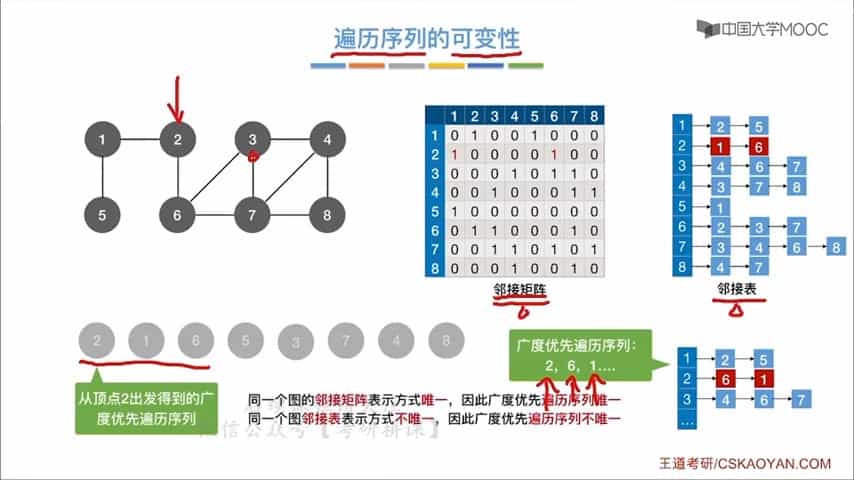 遍历序列的可变性
中国大学MOOC
1 2 3 4
5 6 7 8
1 2 3 4 5 6 7 8
1 0 1 0 0 1 0 0 0
2 1 0 0 0 0 1 0 0
3 0 0 0 1 0 1 1 0
4 0 0 1 0 0 0 1 1
5 1 0 0 0 0 0 0 0
6 0 1 1 0 0 0 1 0
7 0 0 1 1 0 1 0 1
8 0 0 0 1 0 0 1 0
邻接矩阵
1 2 5
2 1 6
3 4 6 7
4 3 7 8
5 1
6 2 3 7
7 3 4 6 8
8 4 7
邻接表
2 1 6 5 3 7 4 8
从顶点2出发得到的广
度优先遍历序列
广度优先遍历序列：
2，6，1....
1 2 5
2 6 1
3 4 6 7
...
同一个图的邻接矩阵表示方式唯一，因此广度优先遍历序列唯一
同一个图邻接表表示方式不唯一，因此广度优先遍历序列不唯一
王道考研/CSKAOYAN.COM